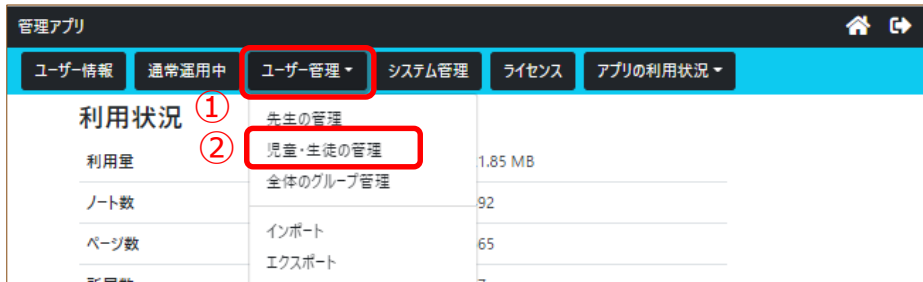 管理アプリ
ユーザー情報 通常運用中 ユーザー管理 システム管理 ライセンス アプリの利用状況
利用状況 ① 先生の管理
② 児童・生徒の管理
利用量 1.85 MB
全体のグループ管理
ノート数 92
インポート
ページ数 65
エクスポート